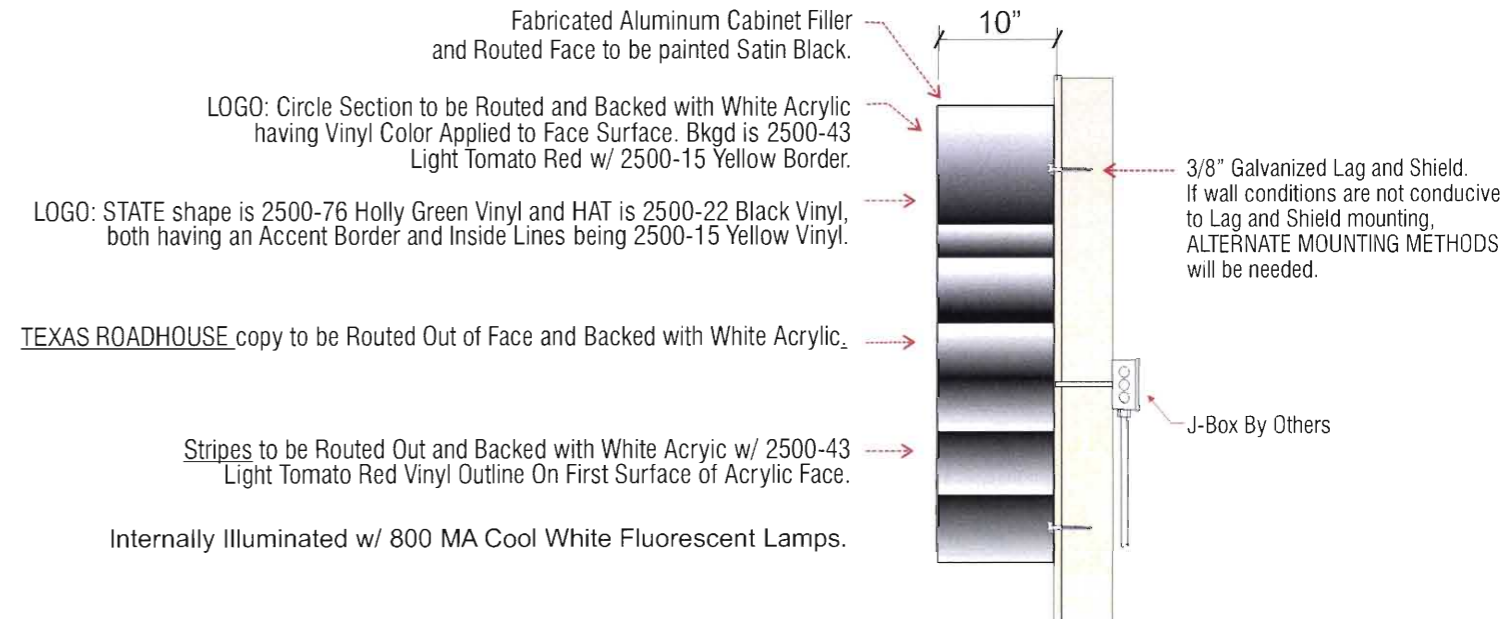 Fabricated Aluminum Cabinet Filler
and Routed Face to be painted Satin Black.
10”
LOGO: Circle Section to be Routed and Backed with White Acrylic
having Vinyl Color Applied to Face Surface. Bkgd is 2500-43
Light Tomato Red w/ 2500-15 Yellow Border.
LOGO: STATE shape is 2500-76 Holly Green Vinyl and HAT is 2500-22 Black Vinyl,
both having an Accent Border and Inside Lines being 2500-15 Yellow Vinyl.
TEXAS ROADHOUSE copy to be Routed Out of Face and Backed with White Acrylic.
Stripes to be Routed Out and Backed with White Acryic w/ 2500-43
Light Tomato Red Vinyl Outline On First Surface of Acrylic Face.
Internally Illuminated w/ 800 MA Cool White Fluorescent Lamps.
3/8” Galvanized Lag and Shield.
If wall conditions are not conducive
to Lag and Shield mounting,
ALTERNATE MOUNTING METHODS
will be needed.
J-Box By Others